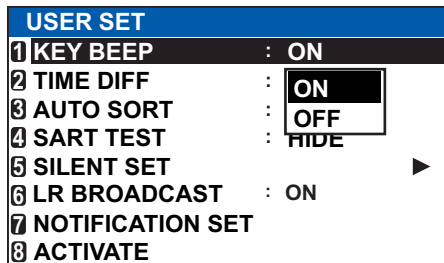 USER SET
1 KEY BEEP : ON
2 TIME DIFF : ON
3 AUTO SORT : OFF
4 SART TEST : HIDE
5 SILENT SET ▶
6 LR BROADCAST : ON
7 NOTIFICATION SET
8 ACTIVATE